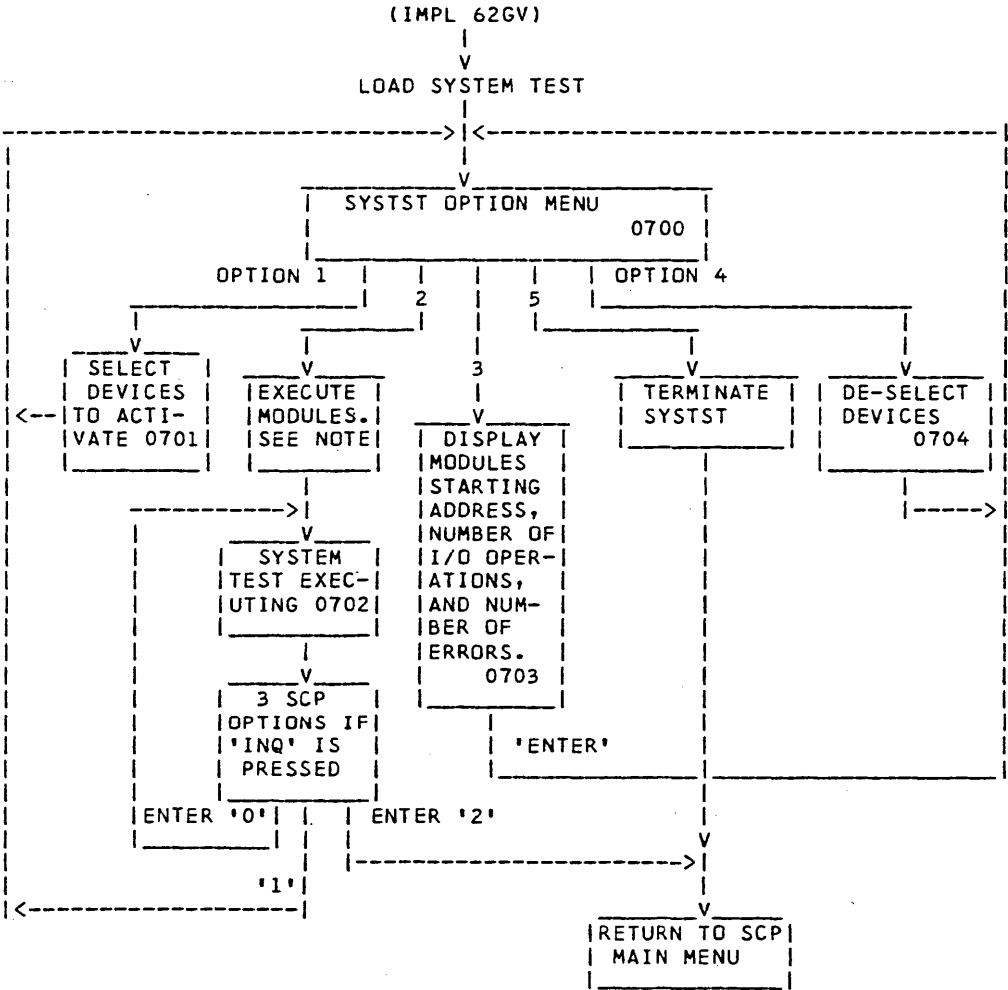 (IMPL 62GV)
LOAD SYSTEM TEST
SYSTST OPTION MENU
0700
OPTION 1
2
3
5
OPTION 4
SELECT
DEVICES
TO ACTI-
VATE 0701
EXECUTE
MODULES.
SEE NOTE
DISPLAY
MODULES
STARTING
ADDRESS,
NUMBER OF
I/O OPER-
ATIONS,
AND NUM-
BER OF
ERRORS.
0703
TERMINATE
SYSTST
DE-SELECT
DEVICES
0704
SYSTEM
TEST EXEC-
UTING 0702
3 SCP
OPTIONS IF
'INQ' IS
PRESSED
'ENTER'
ENTER '0'
ENTER '2'
'1'
RETURN TO SCP
MAIN MENU